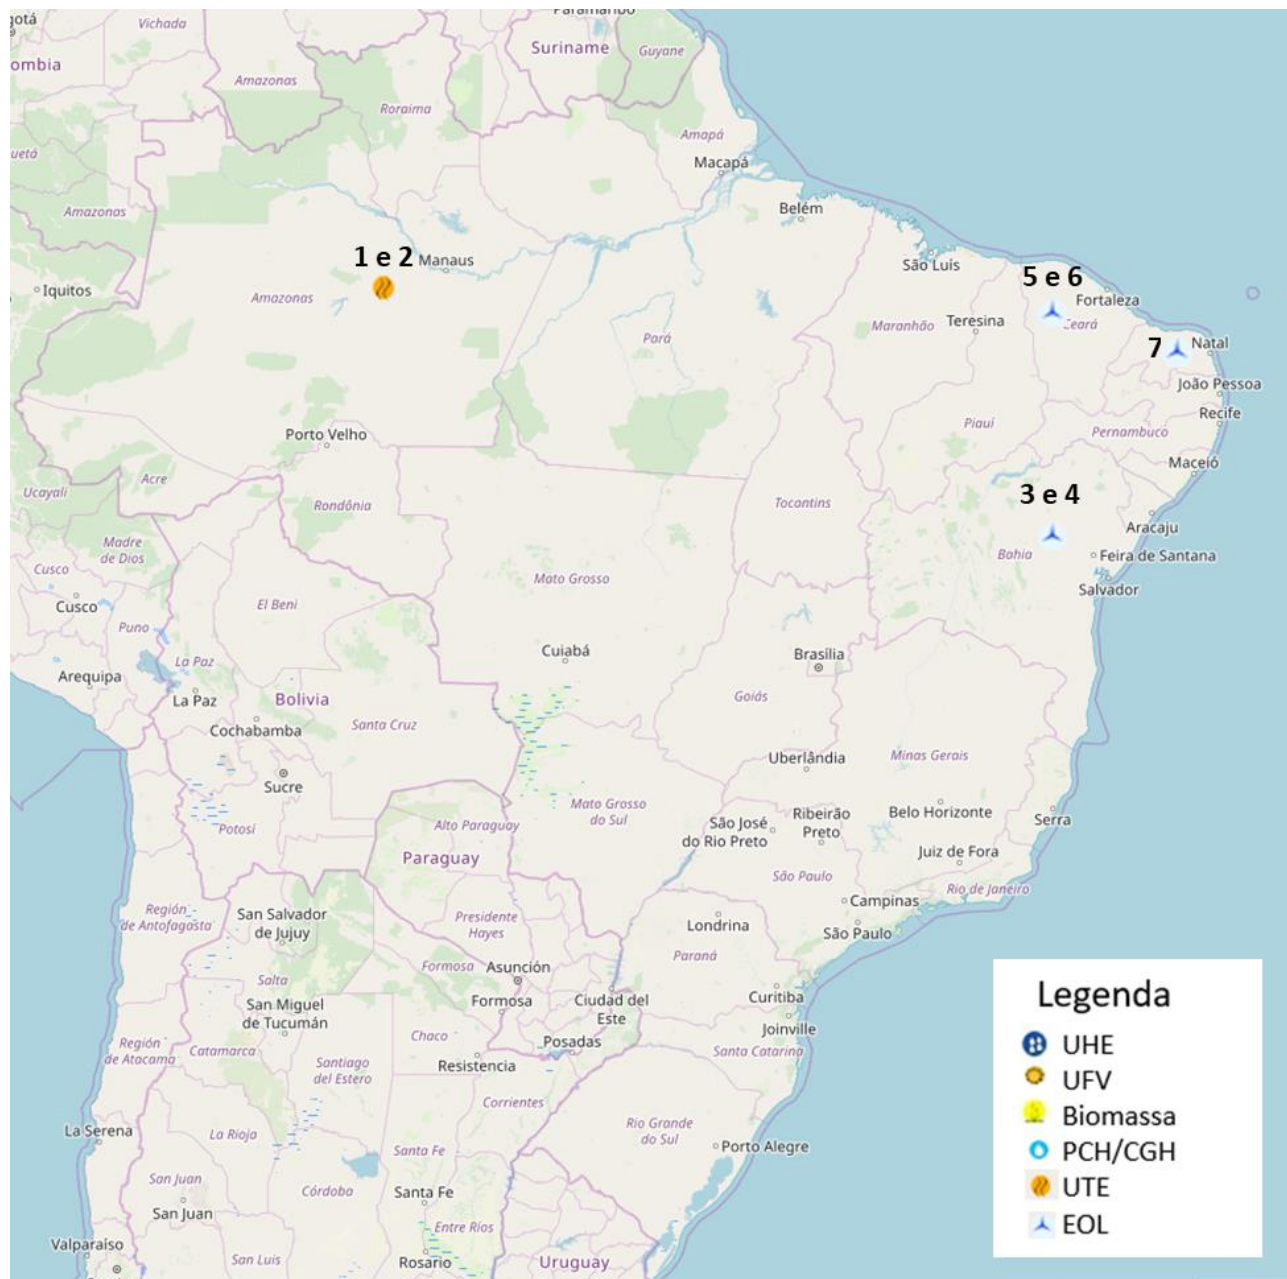 gotá
Vichada
Paramaribo
ombia
Suriname
Guyane
Amazonas
Roraima
Amapá
uetá
Macapá
Amazonas
Belém
1 e 2
Manaus
São Luís
5 e 6
Iquitos
Amazonas
Fortaleza
Ceará
Maranhão
Teresina
Pará
7
Natal
João Pessoa
Recife
Piauí
Pernambuco
Porto Velho
Maceió
Acre
Ucayali
3 e 4
Rondônia
Tocantins
Aracaju
Madre
de Dios
Bahia
Feira de Santana
Cusco
Mato Grosso
Salvador
Cusco
El Beni
Puno
Cuiabá
Brasília
La Paz
Arequipa
La Paz
Bolivia
Goiás
Santa Cruz
Cochabamba
Uberlândia
Minas Gerais
Sucre
Mato Grosso
do Sul
Ribeirão
Preto
Belo Horizonte
Potosí
Alto Paraguay
São José
do Rio Preto
Serra
Paraguay
Juiz de Fora
São Paulo
Rio de Janeiro
Región
de Antofagasta
San Salvador
de Jujuy
Presidente
Hayes
Campinas
Londrina
São Paulo
Paraná
Formosa
Asunción
Salta
San Miguel
de Tucumán
Formosa
Ciudad del
Este
Curitiba
Joinville
Región
de Atacama
Catamarca
Chaco
Posadas
Santiago
del Estero
Resistencia
Santa Catarina
Corrientes
La Serena
La Rioja
Rio Grande
do Sul
Santa Fe
Porto Alegre
San Juan
Córdoba
Santa Fe
San Juan
Entre Ríos
Valparaíso
San Luis
Rosario
Uruguay
Legenda
UHE
UFV
Biomassa
PCH/CGH
UTE
EOL